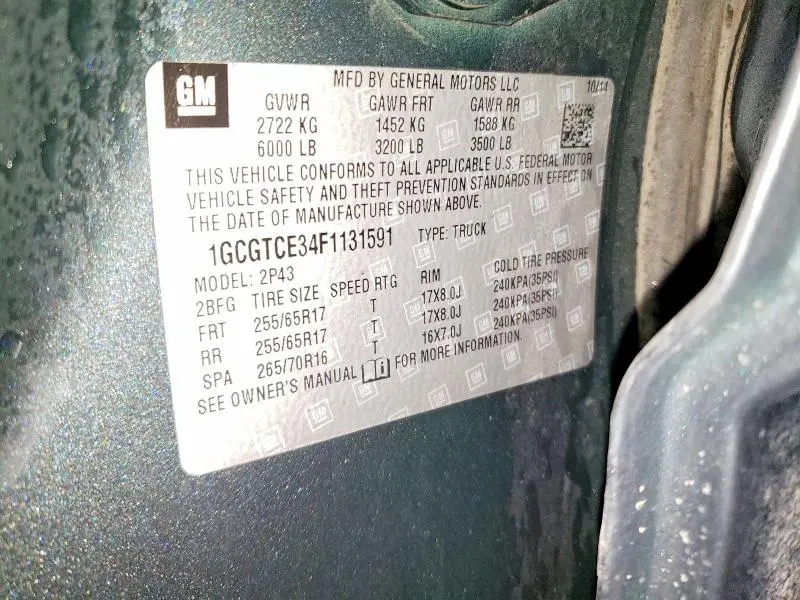 GM
MFD BY GENERAL MOTORS LLC 10/14
GVWR GAWR FRT GAWR RR
2722 KG 1452 KG 1588 KG
6000 LB 3200 LB 3500 LB
THIS VEHICLE CONFORMS TO ALL APPLICABLE U.S. FEDERAL MOTOR
VEHICLE SAFETY AND THEFT PREVENTION STANDARDS IN EFFECT ON
THE DATE OF MANUFACTURE SHOWN ABOVE.
1GCGTCE34F1131591 TYPE: TRUCK
MODEL: 2P43
2BFG TIRE SIZE SPEED RTG RIM COLD TIRE PRESSURE
FRT 255/65R17 T 17X8.0J 240KPA(35PSI)
RR 255/65R17 T 17X8.0J 240KPA(35PSI)
SPA 265/70R16 T 16X7.0J 240KPA(35PSI)
SEE OWNER'S MANUAL FOR MORE INFORMATION.